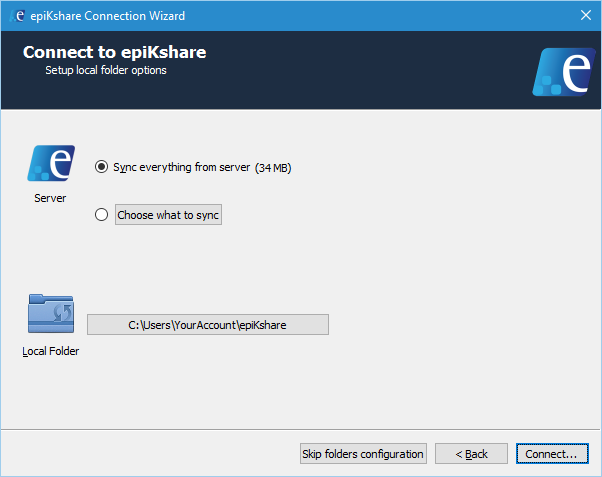 epiKshare Connection Wizard
Connect to epiKshare
Setup local folder options
e
e
Server
Sync everything from server (34 MB)
Choose what to sync
Local Folder
C:\Users\YourAccount\epiKshare
Skip folders configuration
< Back
Connect...